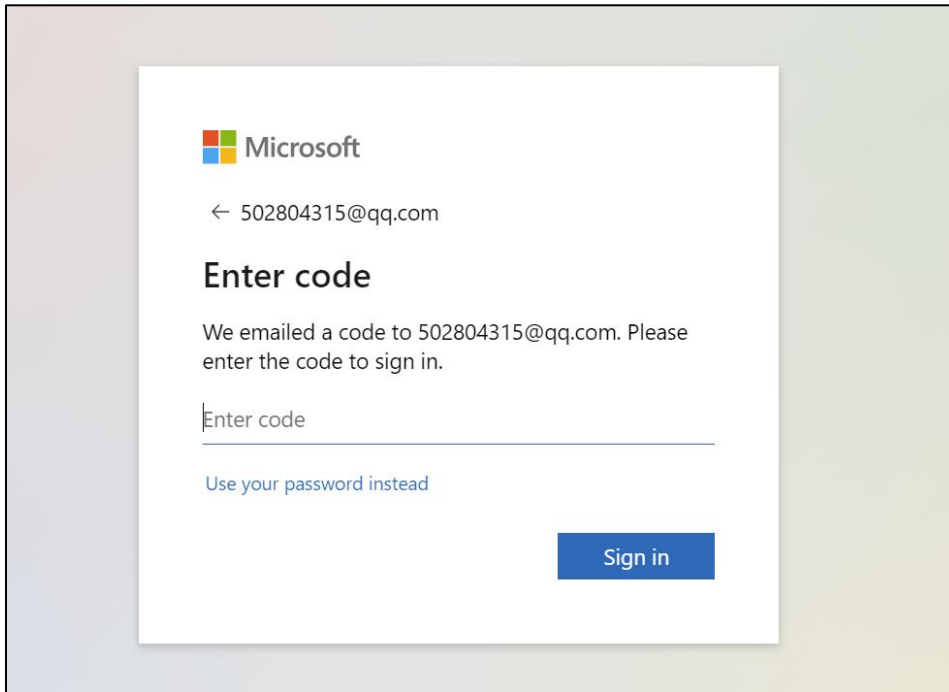 Microsoft
← 502804315@qq.com
Enter code
We emailed a code to 502804315@qq.com. Please
enter the code to sign in.
Enter code
Use your password instead
Sign in